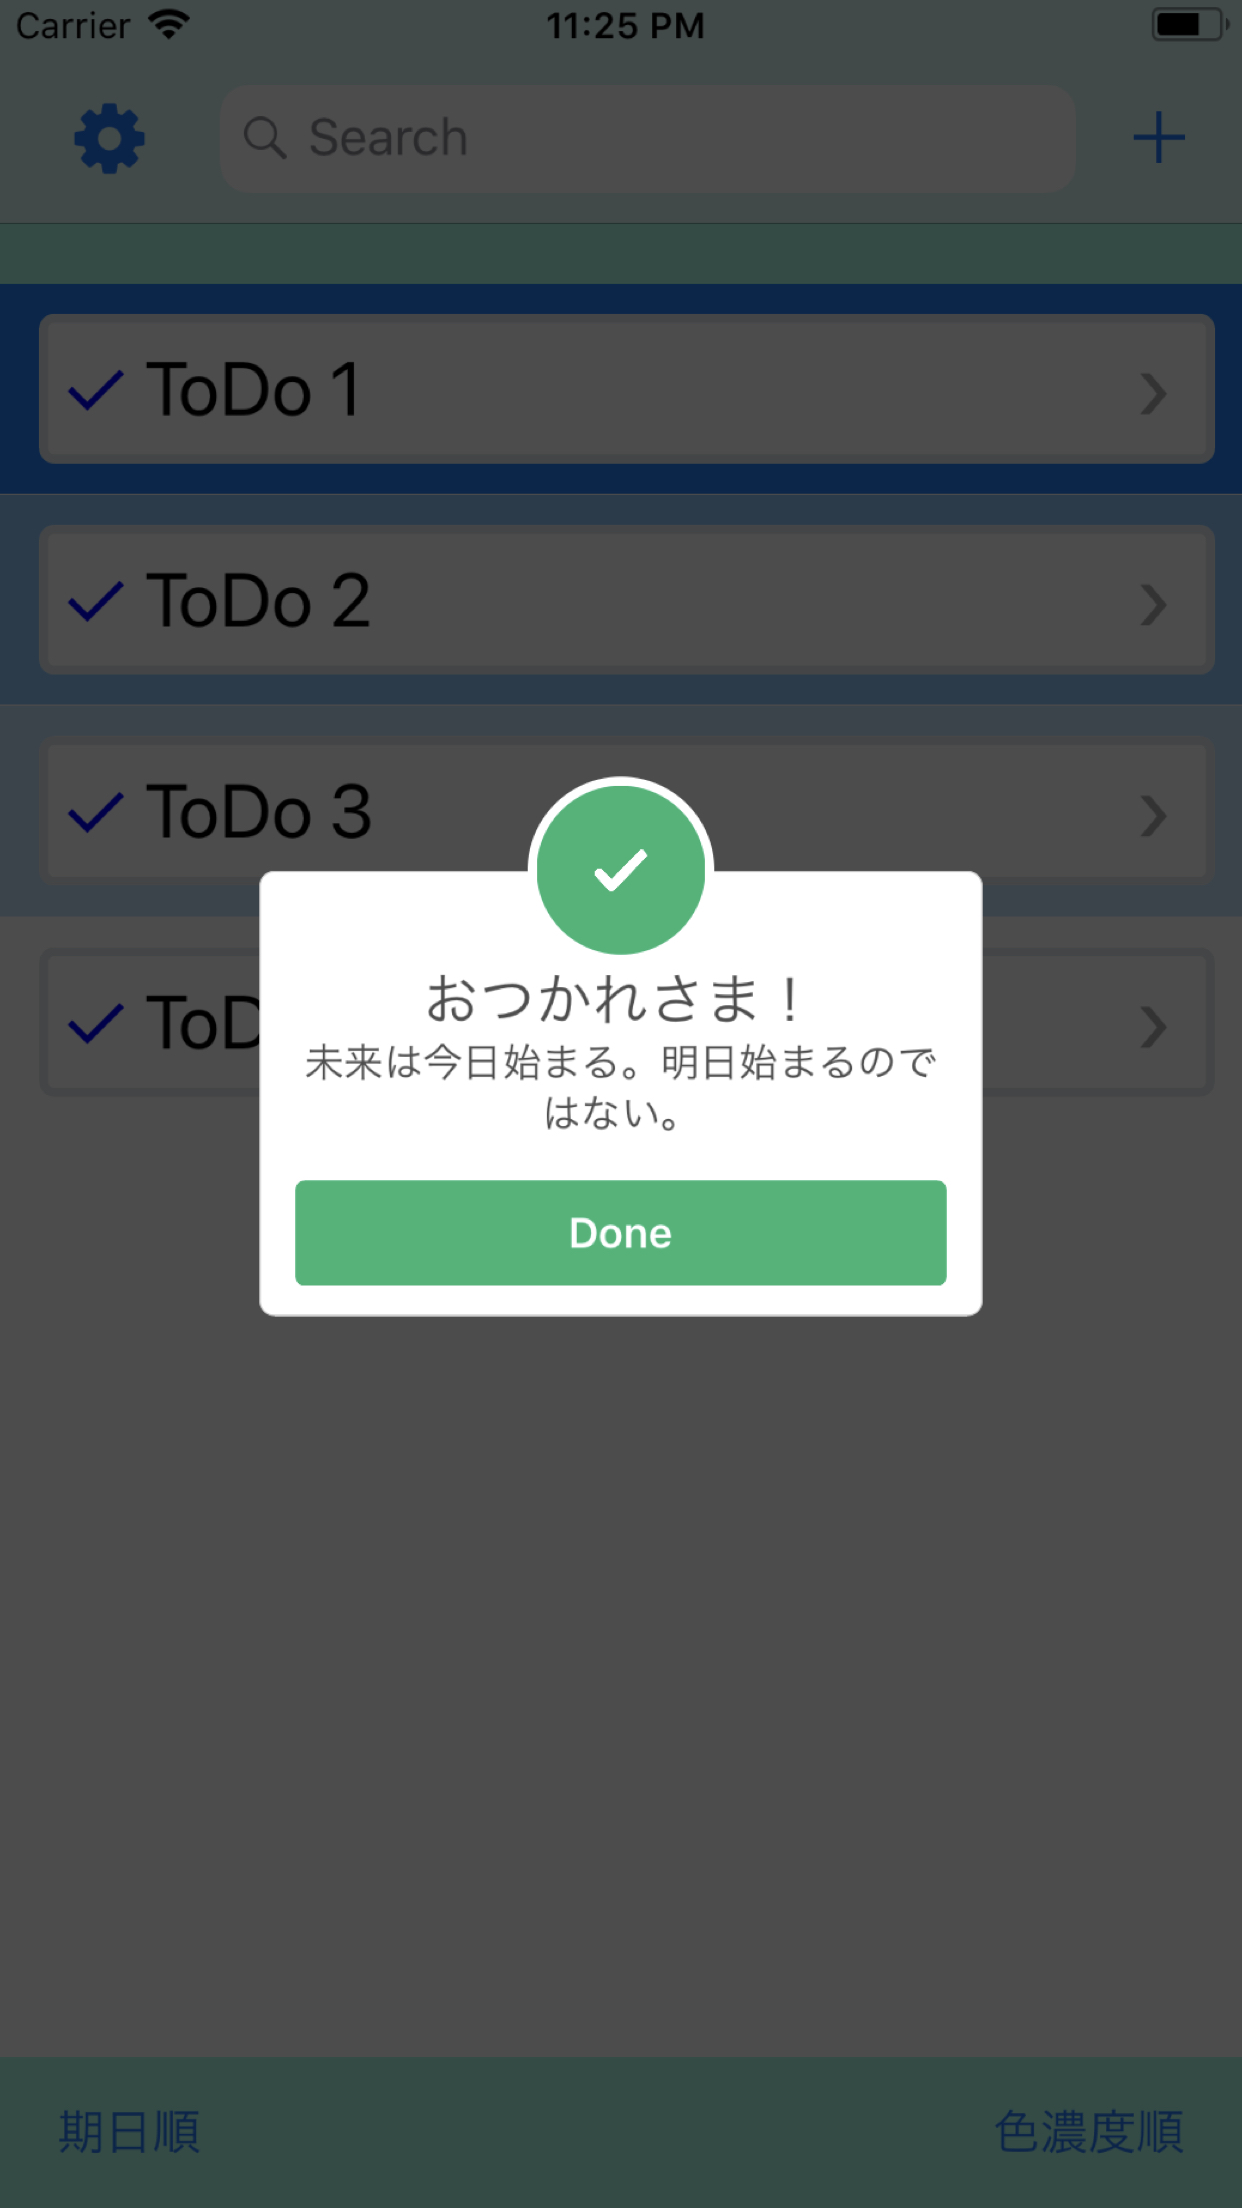 Carrier 11:25 PM
Search
ToDo 1
ToDo 2
ToDo 3
ToD
おつかれさま！
未来は今日始まる。明日始まるので
はない。
Done
期日順 色濃度順